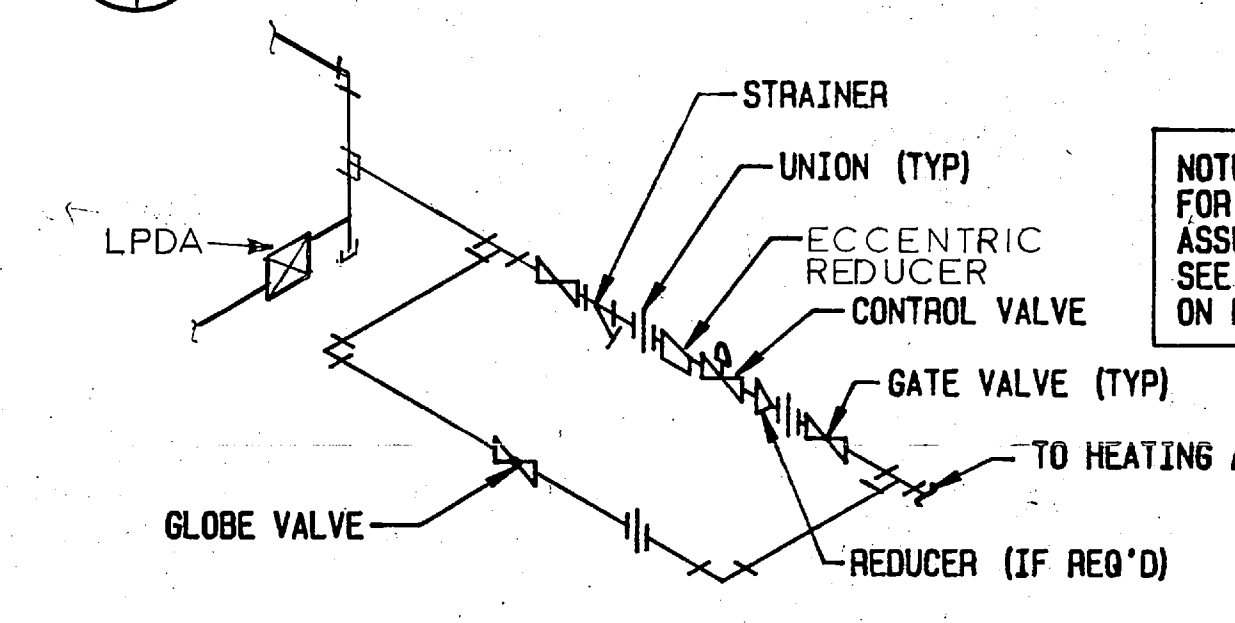 STRAINER
UNION (TYP)
ECCENTRIC
REDUCER
LPDA
CONTROL VALVE
GATE VALVE (TYP)
TO HEATING
GLOBE VALVE
REDUCER (IF REQ'D)
FOR
SEE
ON